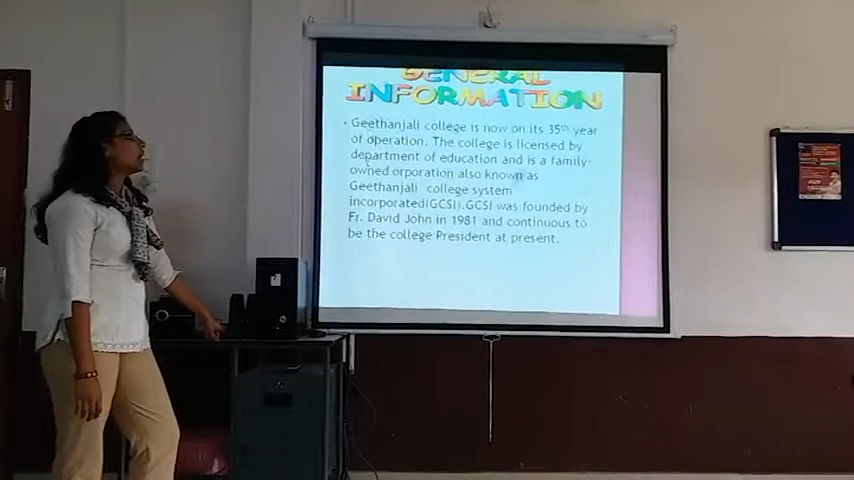 GENERAL
INFORMATION
• Geethanjali college is now on its 35th year
of operation. The college is licensed by
department of education and is a family-
owned orporation also known as
Geethanjali college system
incorporated(GCSI).GCSI was founded by
Fr. David John in 1981 and continuous to
be the college President at present.